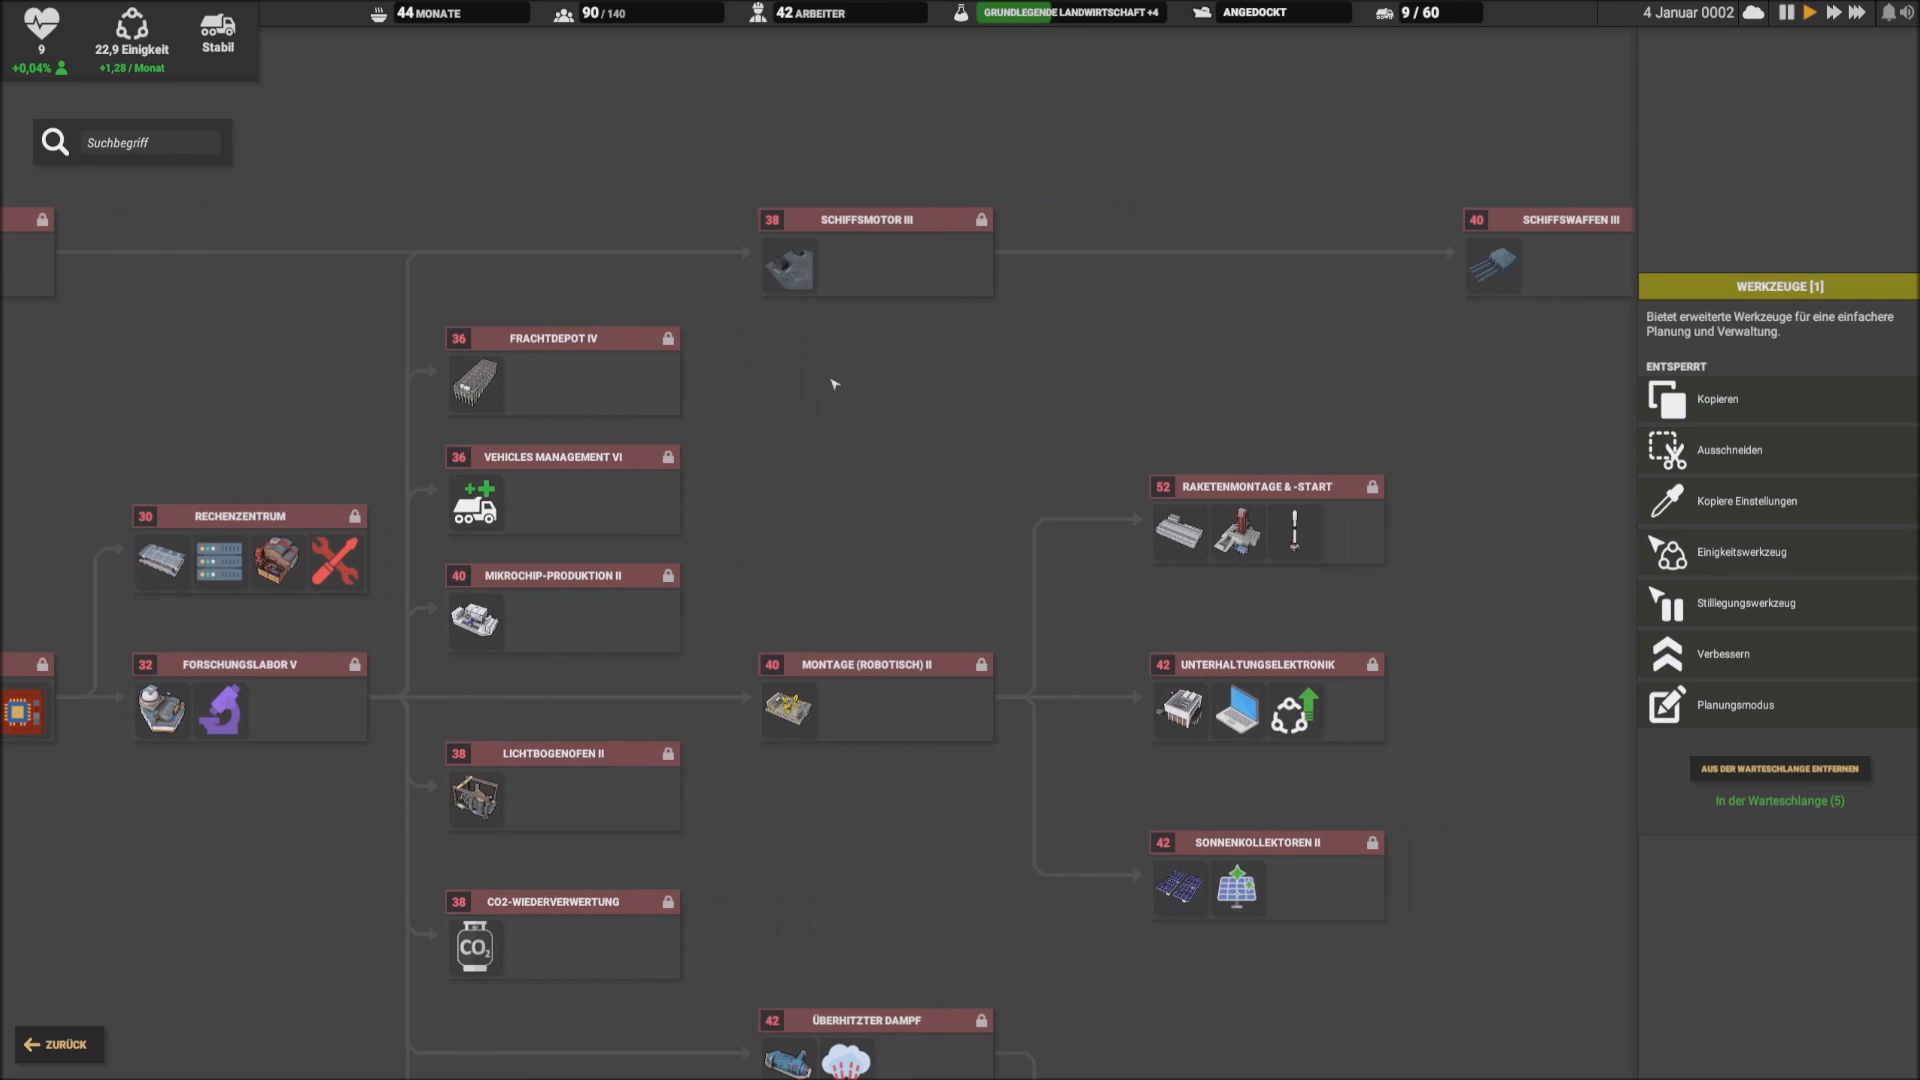 9
+0,04%
22,9 Einigkeit
+1,28 / Monat
Stabil
44 MONATE
90 / 140
42 ARBEITER
GRUNDLEGENDE LANDWIRTSCHAFT +4
ANGEDOCKT
9 / 60
4 Januar 0002
Suchbegriff
38 SCHIFFSMOTOR III
40 SCHIFFSWAFFEN III
36 FRACHTDEPOT IV
36 VEHICLES MANAGEMENT VI
52 RAKETENMONTAGE & -START
30 RECHENZENTRUM
40 MIKROCHIP-PRODUKTION II
32 FORSCHUNGSLABOR V
40 MONTAGE (ROBOTISCH) II
42 UNTERHALTUNGSELEKTRONIK
38 LICHTBOGENOFEN II
42 SONNENKOLLEKTOREN II
38 CO2-WIEDERVERWERTUNG
CO2
42 ÜBERHITZTER DAMPF
ZURÜCK
WERKZEUGE [1]
Bietet erweiterte Werkzeuge für eine einfachere
Planung und Verwaltung.
ENTSPERRT
Kopieren
Ausschneiden
Kopiere Einstellungen
Einigkeitswerkzeug
Stilllegungswerkzeug
Verbessern
Planungsmodus
AUS DER WARTESCHLANGE ENTFERNEN
In der Warteschlange (5)